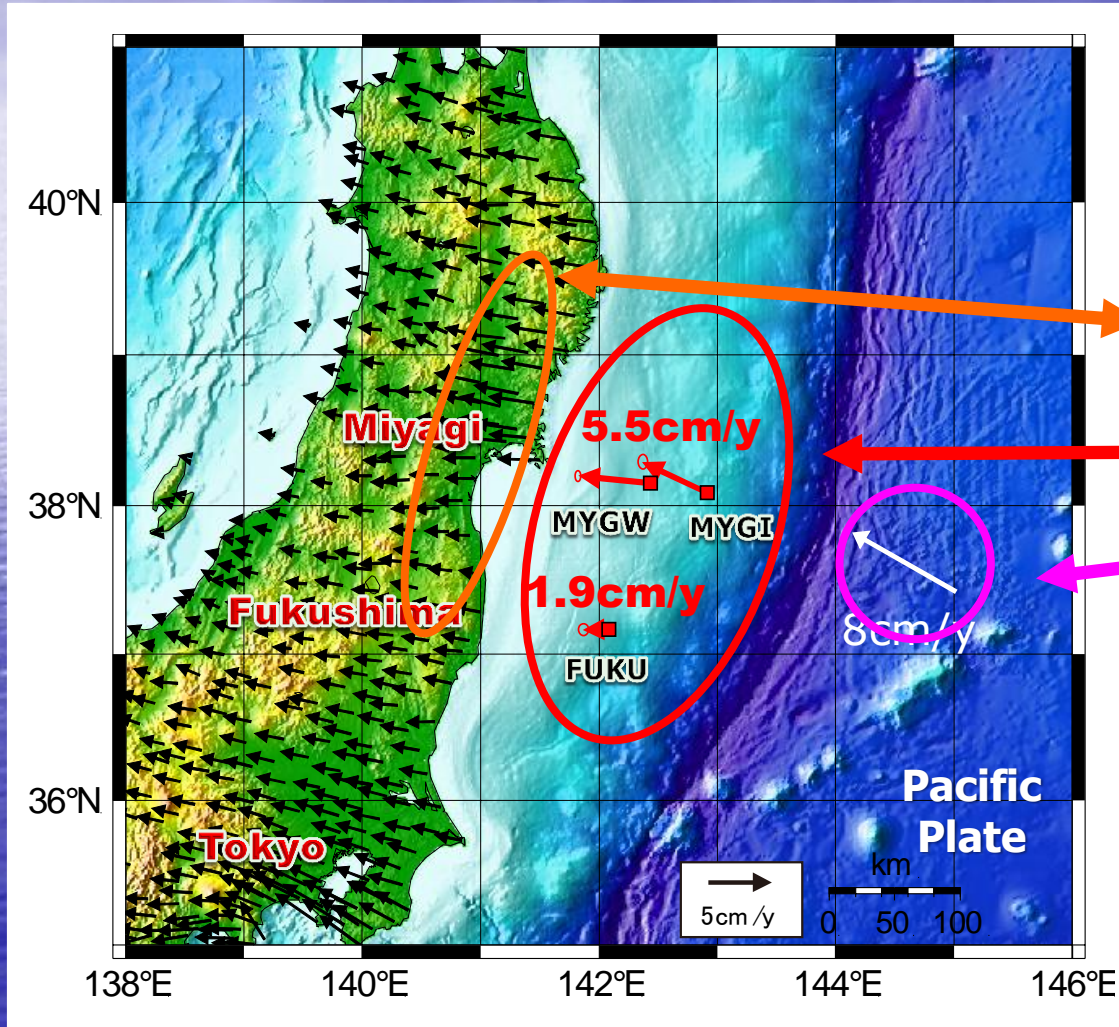 40°N
Miyagi
5.5cm/y
38°N
MYGW
MYGI
1.9cm/y
Fukushima
8cm/y
FUKU
36°N
Pacific
Plate
Tokyo
km
5cm/y
0 50 100
138°E 140°E 142°E 144°E 146°E